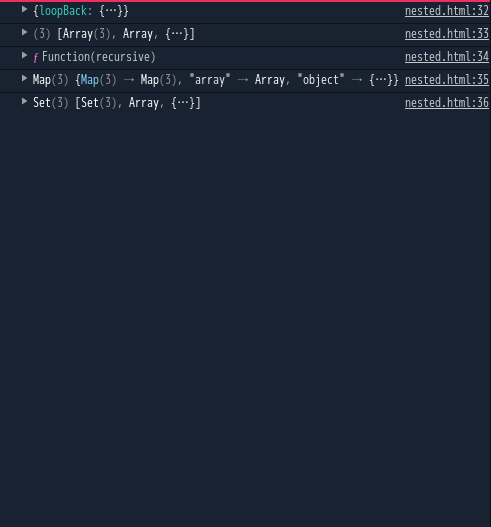 {loopBack: {…}} nested.html:32
(3) [Array(3), Array, {…}] nested.html:33
ƒ Function(recursive) nested.html:34
Map(3) {Map(3) → Map(3), "array" → Array, "object" → {…}} nested.html:35
Set(3) [Set(3), Array, {…}] nested.html:36